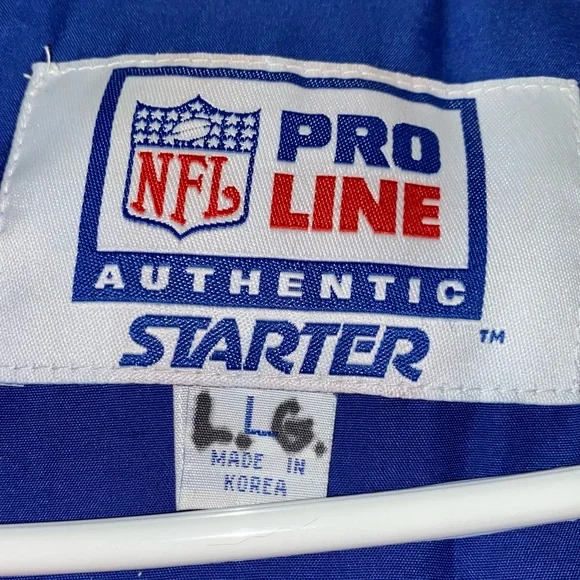 NFL
PRO
LINE
AUTHENTIC
STARTER ™
L. L G.
MADE IN
KOREA